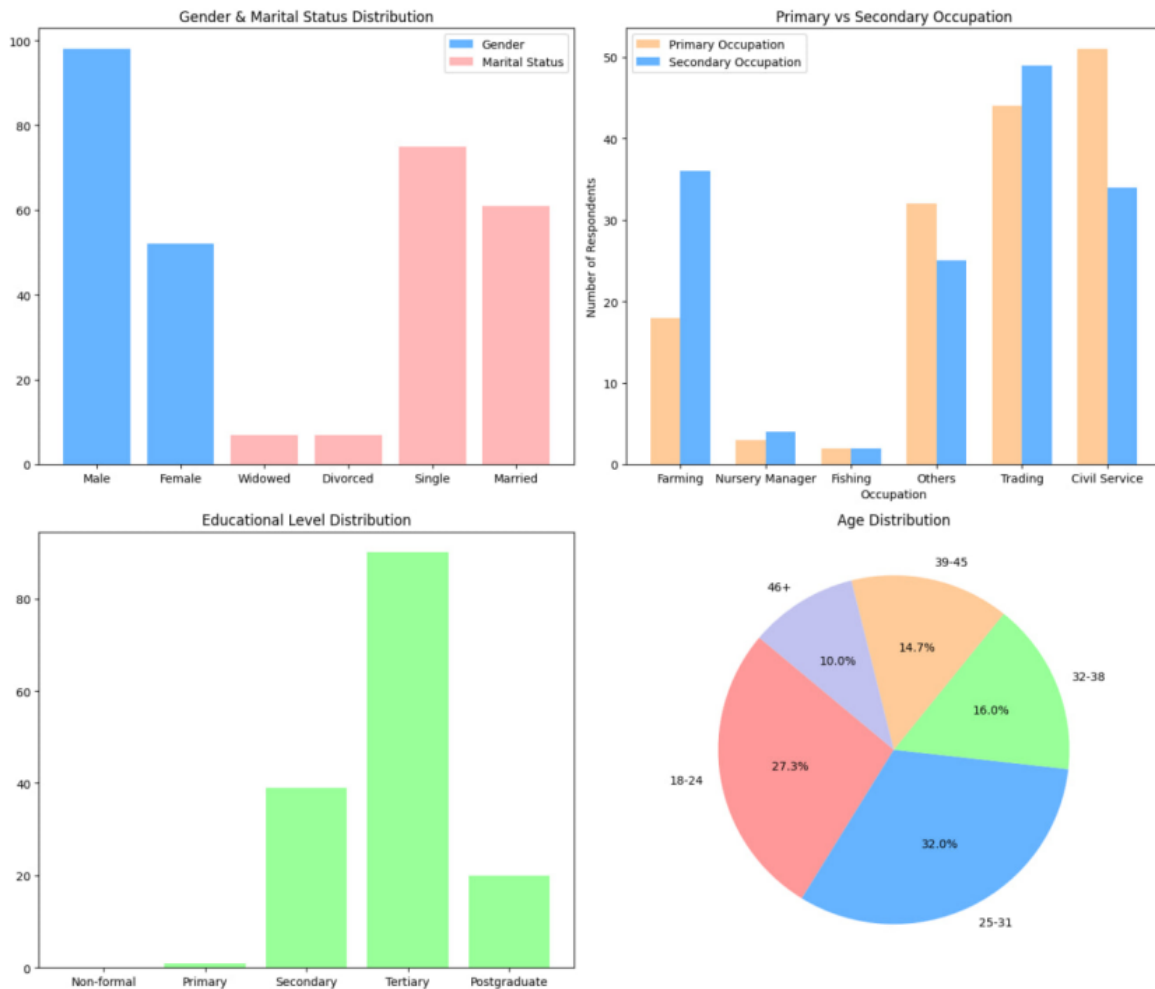 Gender & Marital Status Distribution
100
80
60
40
20
0
Gender
Marital Status
Male Female Widowed Divorced Single Married
Primary vs Secondary Occupation
Primary Occupation
Secondary Occupation
Number of Respondents
50
40
30
20
10
0
Farming Nursery Manager Fishing Others Trading Civil Service
Occupation
Educational Level Distribution
80
60
40
20
0
Non-formal Primary Secondary Tertiary Postgraduate
Age Distribution
39-45
46+
14.7%
10.0%
32-38
16.0%
18-24
27.3%
32.0%
25-31